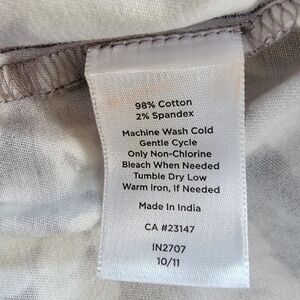 98% Cotton
2% Spandex
Machine Wash Cold
Gentle Cycle
Only Non-Chlorine
Bleach When Needed
Tumble Dry Low
Warm Iron, If Needed
Made In India
CA #23147
IN2707
10/11